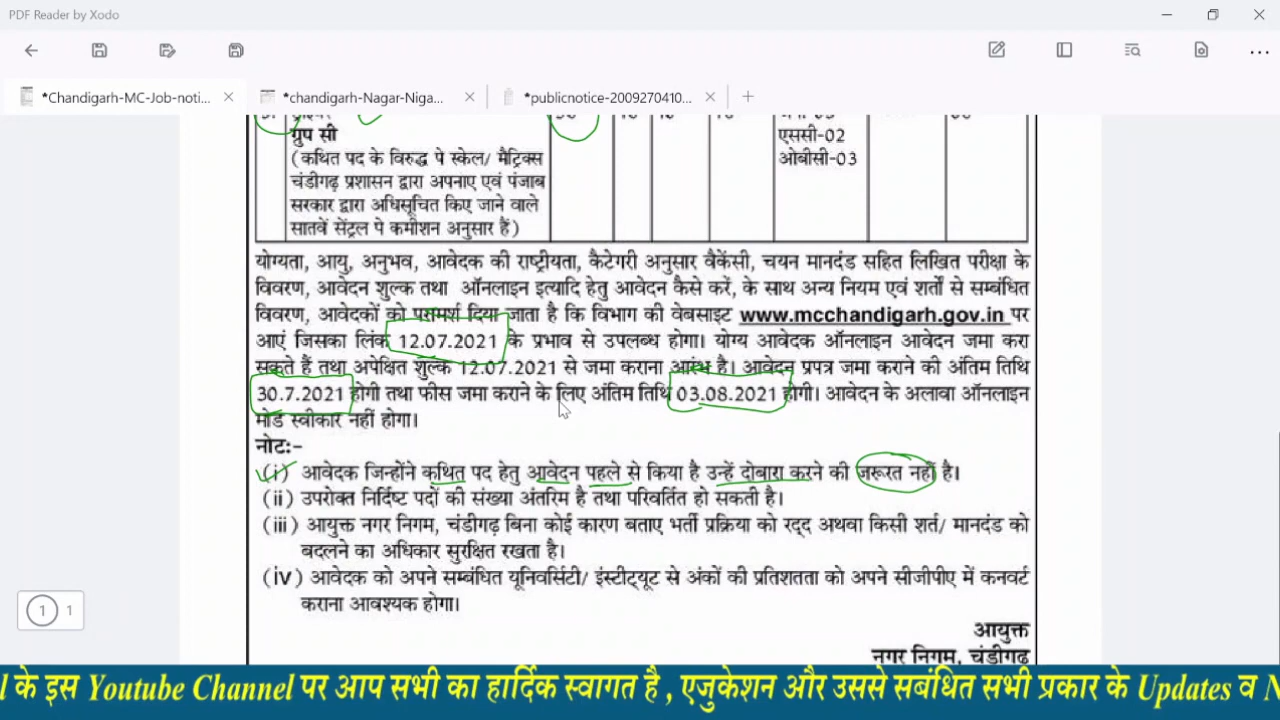 PDF Reader by Xodo
*Chandigarh-MC-Job-noti...
*chandigarh-Nagar-Niga...
*publicnotice-2009270410...
ग्रुप सी
(कथित पद के विरुद्ध पे स्केल/ मैट्रिक्स
चंडीगढ़ प्रशासन द्वारा अपनाए एवं पंजाब
सरकार द्वारा अधिसूचित किए जाने वाले
सातवें सेंट्रल पे कमीशन अनुसार हैं)
एससी-02
ओबीसी-03
योग्यता, आयु, अनुभव, आवेदक की राष्ट्रीयता, कैटेगरी अनुसार वैकेंसी, चयन मानदंड सहित लिखित परीक्षा के
विवरण, आवेदन शुल्क तथा ऑनलाइन इत्यादि हेतु आवेदन कैसे करें, के साथ अन्य नियम एवं शर्तों से सम्बंधित
विवरण, आवेदकों को परामर्श दिया जाता है कि विभाग की वेबसाइट www.mcchandigarh.gov.in पर
आएं जिसका लिंक 12.07.2021 के प्रभाव से उपलब्ध होगा। योग्य आवेदक ऑनलाइन आवेदन जमा करा
सकते हैं तथा अपेक्षित शुल्क 12.07.2021 से जमा कराना आरंभ है। आवेदन प्रपत्र जमा कराने की अंतिम तिथि
30.7.2021 होगी तथा फीस जमा कराने के लिए अंतिम तिथि 03.08.2021 होगी। आवेदन के अलावा ऑनलाइन
मोड स्वीकार नहीं होगा।
नोट:-
(i) आवेदक जिन्होंने कथित पद हेतु आवेदन पहले से किया है उन्हें दोबारा करने की जरूरत नहीं है।
(ii) उपरोक्त निर्दिष्ट पदों की संख्या अंतरिम है तथा परिवर्तित हो सकती है।
(iii) आयुक्त नगर निगम, चंडीगढ़ बिना कोई कारण बताए भर्ती प्रक्रिया को रद्द अथवा किसी शर्त/ मानदंड को
बदलने का अधिकार सुरक्षित रखता है।
(iv) आवेदक को अपने सम्बंधित यूनिवर्सिटी/ इंस्टीट्यूट से अंकों की प्रतिशतता को अपने सीजीपीए में कनवर्ट
कराना आवश्यक होगा।
आयुक्त
नगर निगम, चंडीगढ़
1 1
के इस Youtube Channel पर आप सभी का हार्दिक स्वागत है , एजुकेशन और उससे सबंधित सभी प्रकार के Updates व